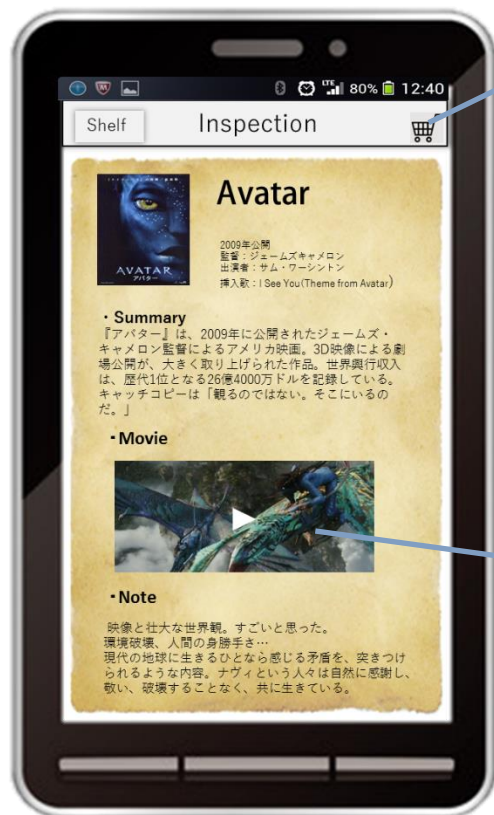 LTE 80% 12:40
Shelf Inspection
Avatar
AVATAR
アバター
2009年公開
監督：ジェームズキャメロン
出演者：サム・ワーシントン
挿入歌：I See You(Theme from Avatar)
・Summary
『アバター』は、2009年に公開されたジェームズ・
キャメロン監督によるアメリカ映画。3D映像による劇
場公開が、大きく取り上げられた作品。世界興行収入
は、歴代1位となる26億4000万ドルを記録している。
キャッチコピーは「観るのではない。そこにいるの
だ。」
・Movie
・Note
映像と壮大な世界観。すごいと思った。
環境破壊、人間の身勝手さ…
現代の地球に生きるひとなら感じる矛盾を、突きつけ
られるような内容。ナヴィという人々は自然に感謝し、
敬い、破壊することなく、共に生きている。